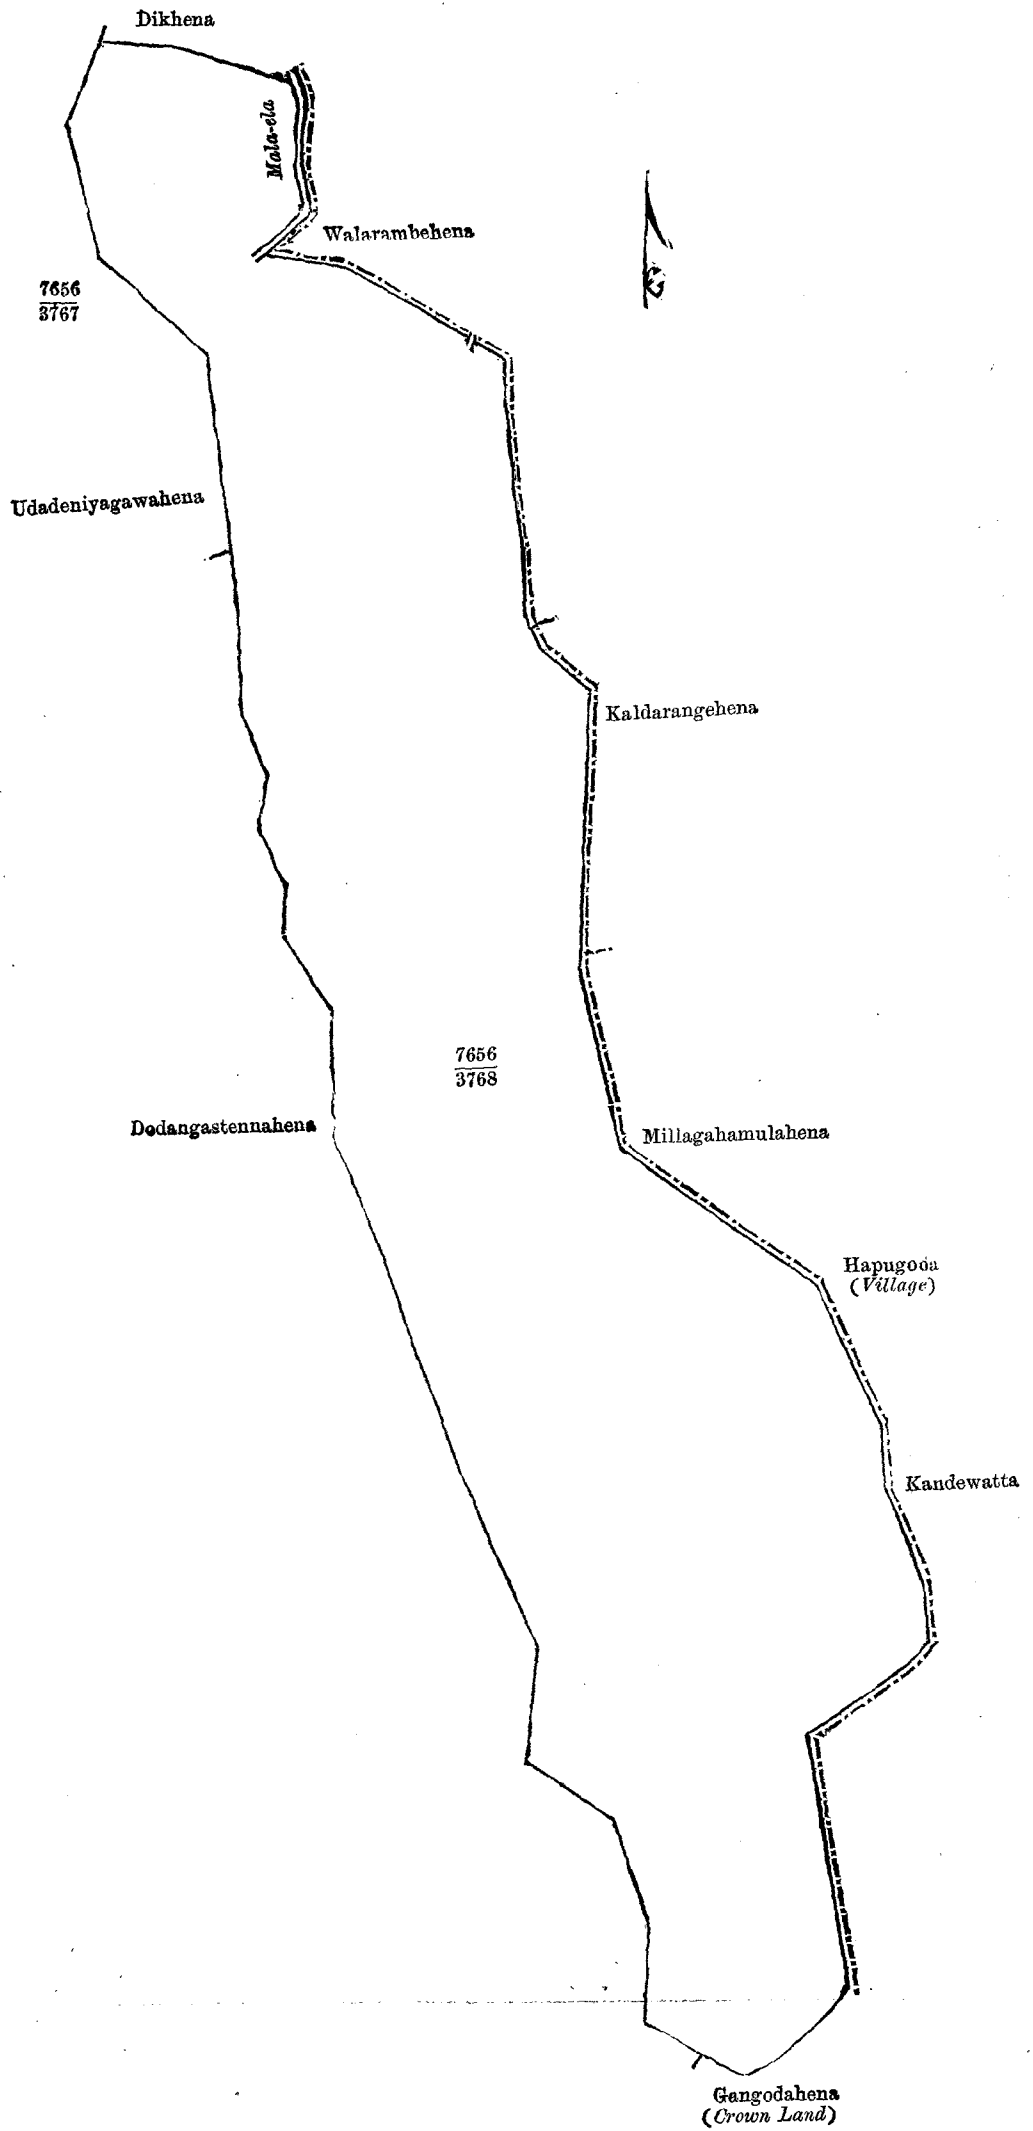 Dikhena
Mala-ela
Walarambehena
7656
3767
Udadeniyagawahena
Kaldarangehena
7656
3768
Dodangastennahena
Millagahamulahena
Hapugoda
(Village)
Kandewatta
Gangodahena
(Crown Land)